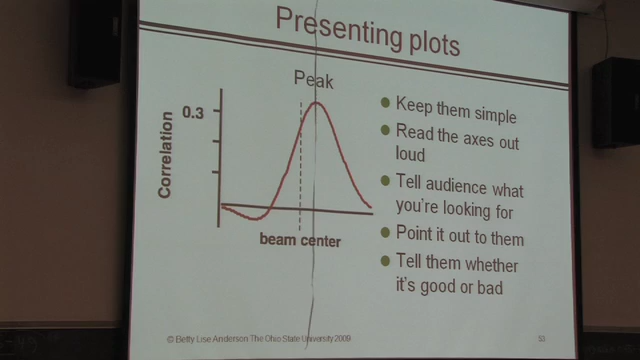 Presenting plots
Peak
0.3
Correlation
beam center
Keep them simple
Read the axes out
loud
Tell audience what
you're looking for
Point it out to them
Tell them whether
it's good or bad
© Betty Lise Anderson The Ohio State University 2009
53